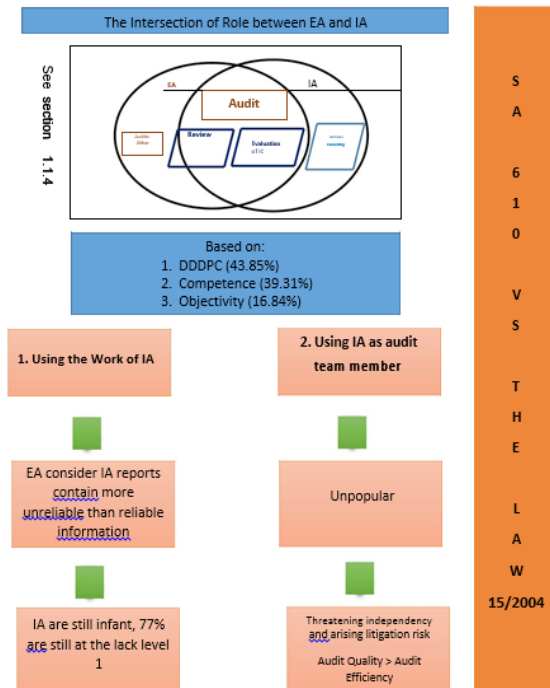 The Intersection of Role between EA and IA
See section 1.1.4
EA
IA
Audit
Review
Evaluation
of IC
Based on:
1. DDDPC (43.85%)
2. Competence (39.31%)
3. Objectivity (16.84%)
1. Using the Work of IA
2. Using IA as audit
team member
EA consider IA reports
contain more
unreliable than reliable
information
Unpopular
IA are still infant, 77%
are still at the lack level
1
Threatening independency
and arising litigation risk
Audit Quality > Audit
Efficiency
S
A
6
1
0
V
S
T
H
E
L
A
W
15/2004